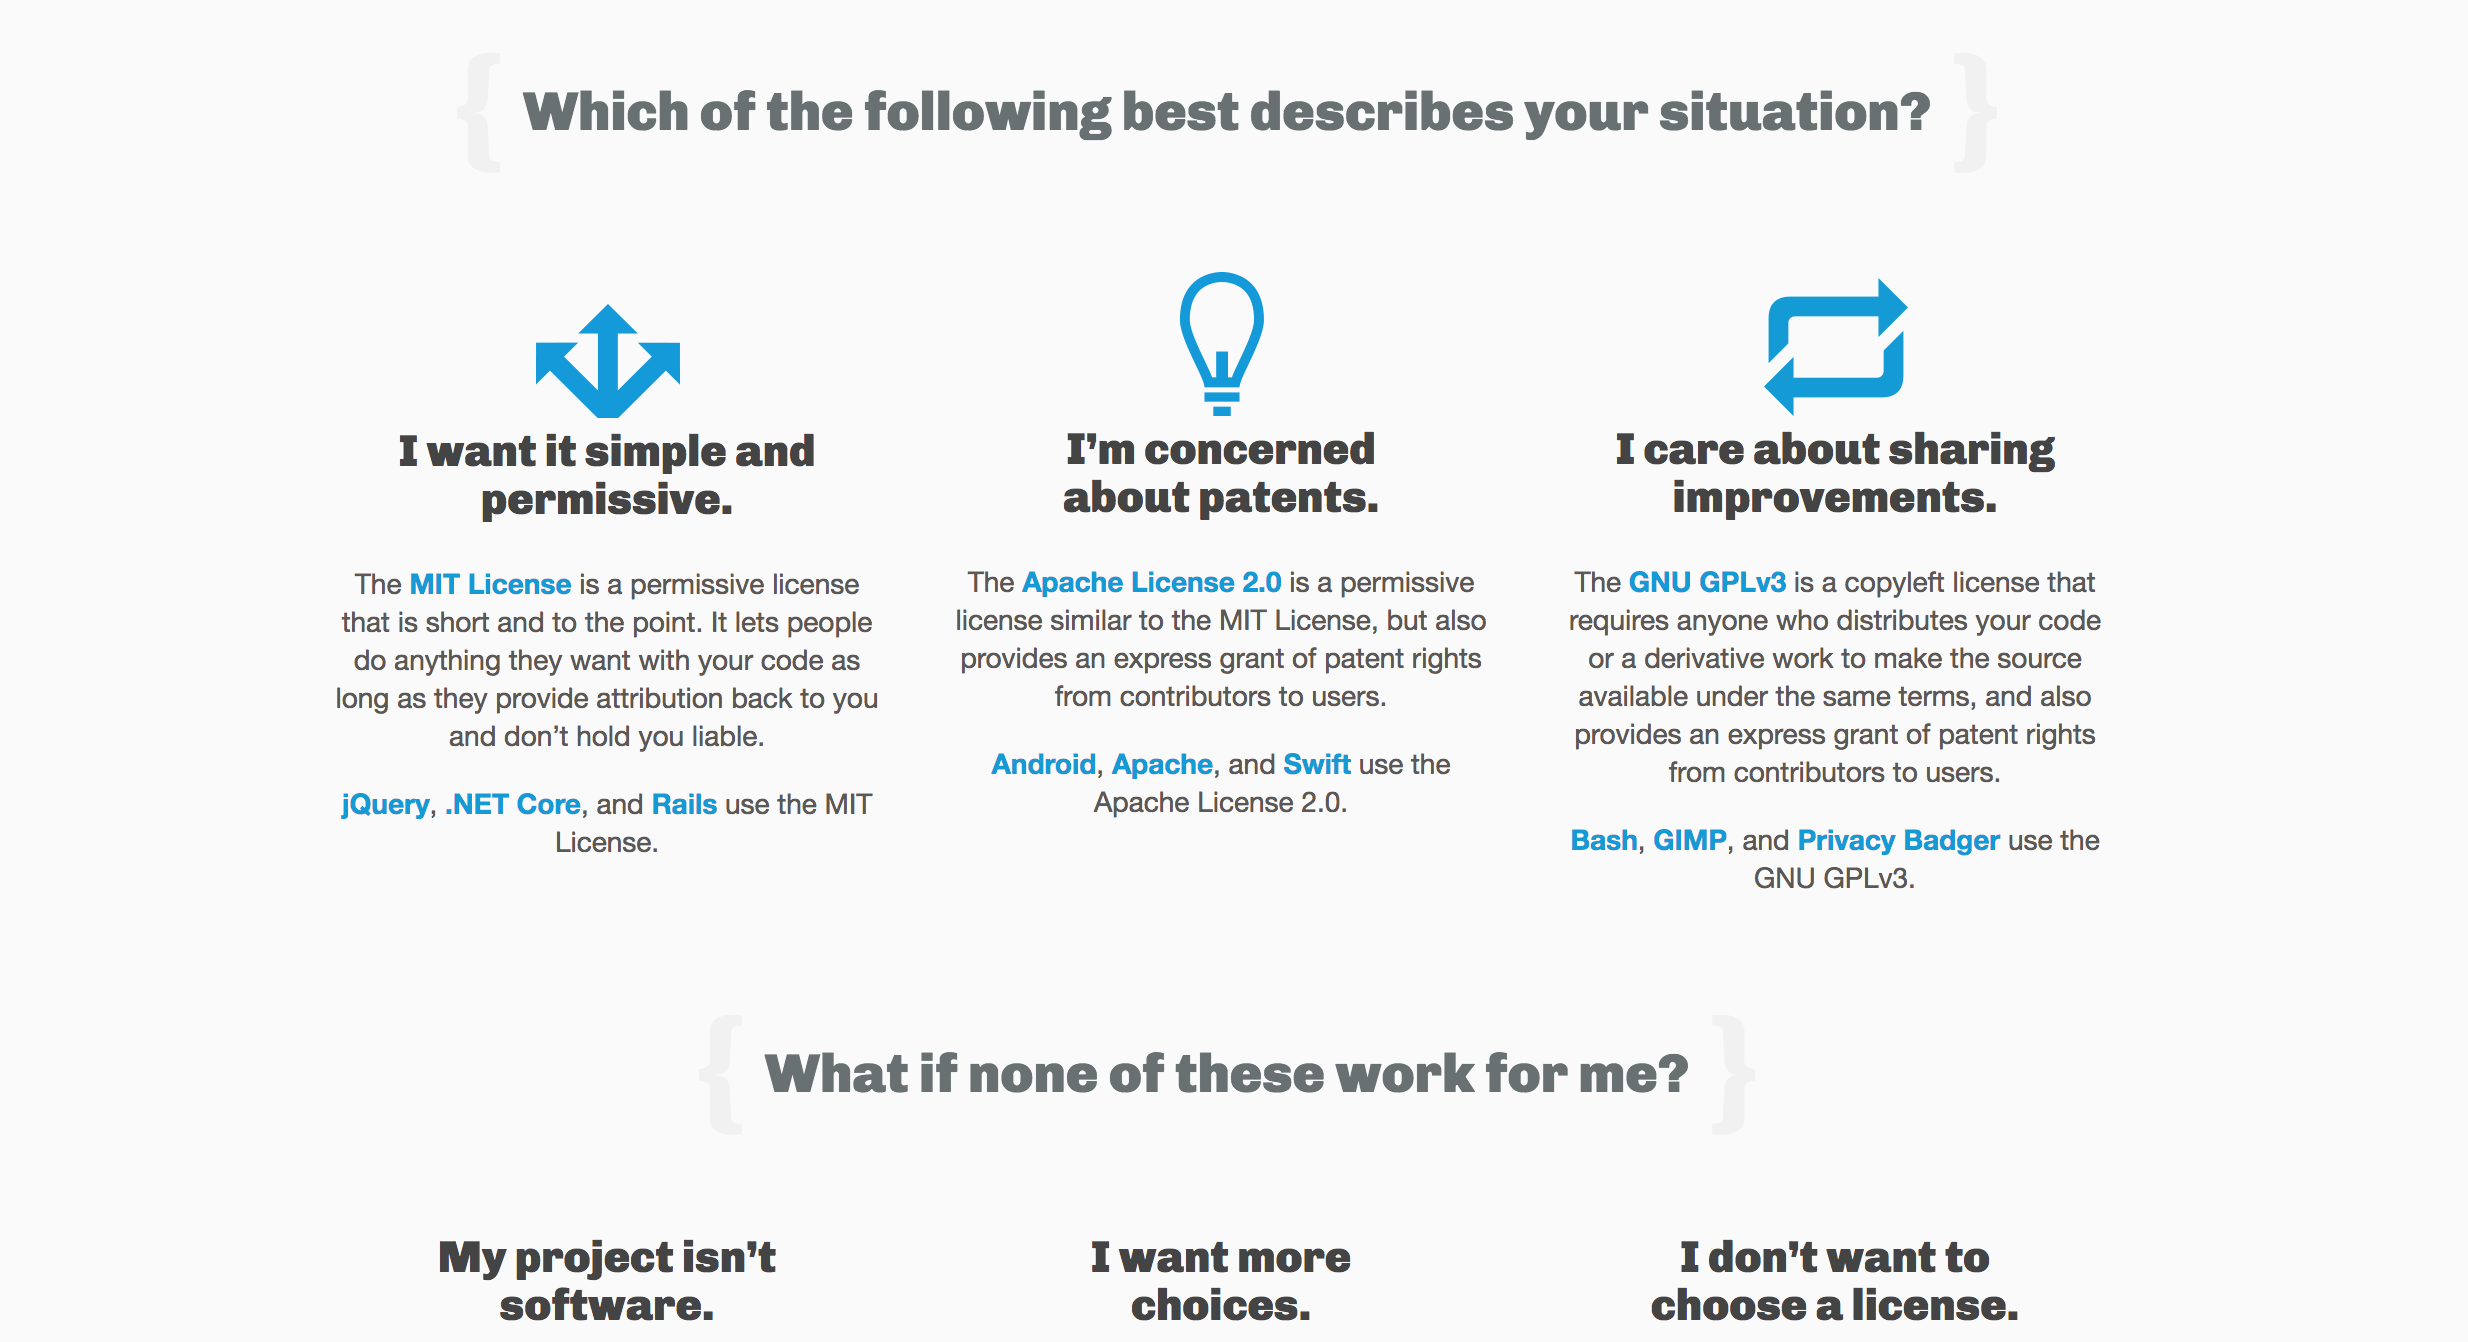 { Which of the following best describes your situation? }
I want it simple and
permissive.
The MIT License is a permissive license
that is short and to the point. It lets people
do anything they want with your code as
long as they provide attribution back to you
and don’t hold you liable.
jQuery, .NET Core, and Rails use the MIT
License.
I’m concerned
about patents.
The Apache License 2.0 is a permissive
license similar to the MIT License, but also
provides an express grant of patent rights
from contributors to users.
Android, Apache, and Swift use the
Apache License 2.0.
I care about sharing
improvements.
The GNU GPLv3 is a copyleft license that
requires anyone who distributes your code
or a derivative work to make the source
available under the same terms, and also
provides an express grant of patent rights
from contributors to users.
Bash, GIMP, and Privacy Badger use the
GNU GPLv3.
{ What if none of these work for me? }
My project isn’t
software.
I want more
choices.
I don’t want to
choose a license.